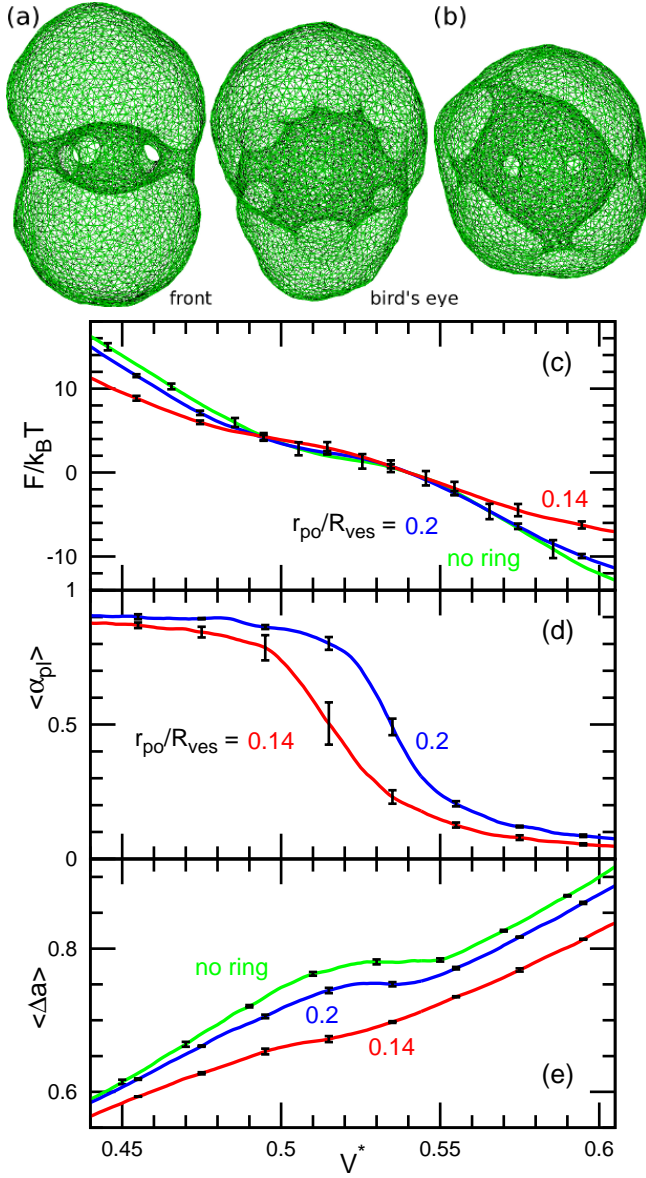 (a)
(b)
front
bird's eye
(c)
10
0
-10
F/k_BT
0.14
r_po/R_ves = 0.2
no ring
(d)
1
0.5
0
<α_pl>
r_po/R_ves = 0.14
0.2
(e)
0.8
0.6
<Δa>
no ring
0.2
0.14
0.45
0.5
0.55
0.6
V^*